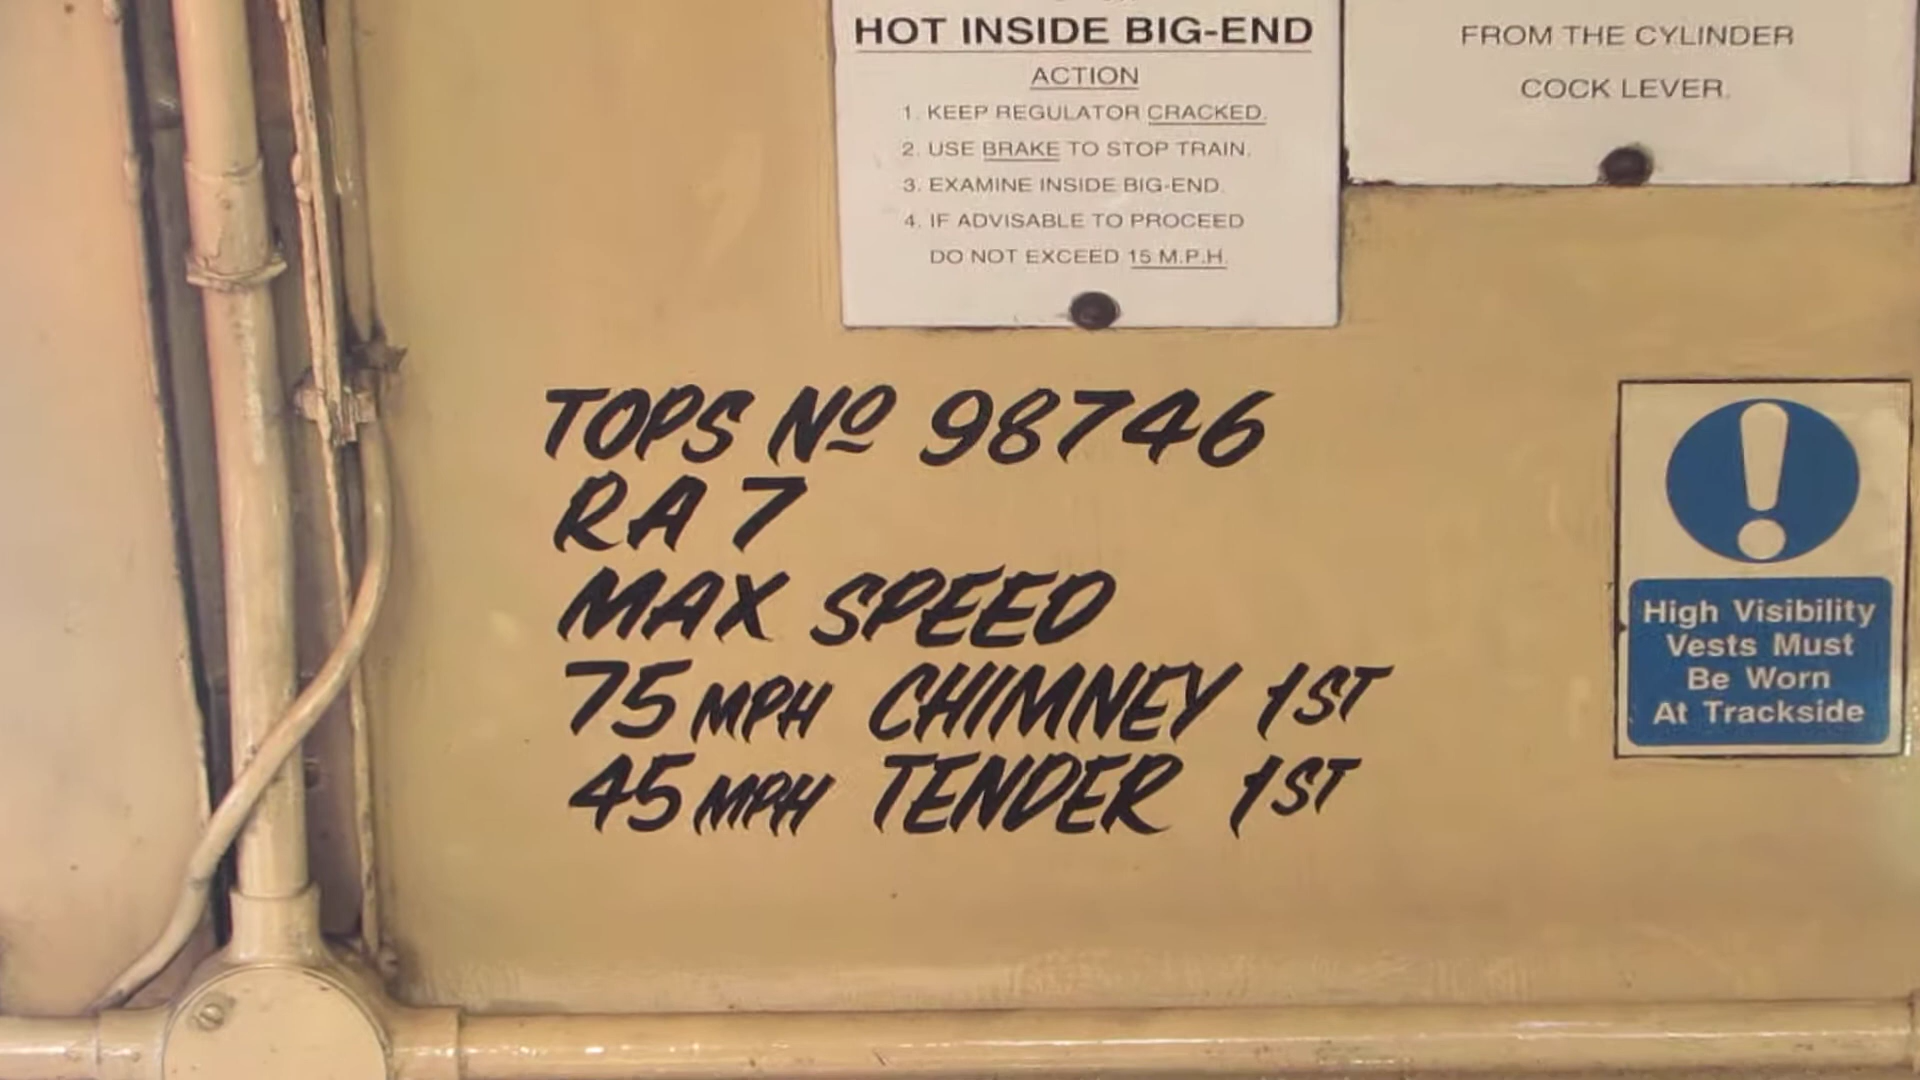 HOT INSIDE BIG-END
ACTION
1. KEEP REGULATOR CRACKED.
2. USE BRAKE TO STOP TRAIN.
3. EXAMINE INSIDE BIG-END.
4. IF ADVISABLE TO PROCEED
DO NOT EXCEED 15 M.P.H.
FROM THE CYLINDER
COCK LEVER.
TOPS Nº 98746
RA 7
MAX SPEED
75 MPH CHIMNEY 1ST
45 MPH TENDER 1ST
High Visibility
Vests Must
Be Worn
At Trackside